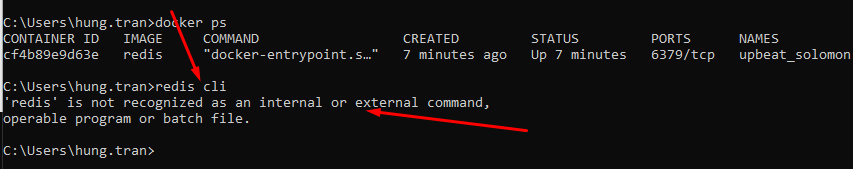 C:\Users\hung.tran>docker ps
CONTAINER ID   IMAGE     COMMAND                  CREATED         STATUS         PORTS      NAMES
cf4b89e9d63e   redis     "docker-entrypoint.s…"   7 minutes ago   Up 7 minutes   6379/tcp   upbeat_solomon
C:\Users\hung.tran>redis cli
'redis' is not recognized as an internal or external command,
operable program or batch file.
C:\Users\hung.tran>